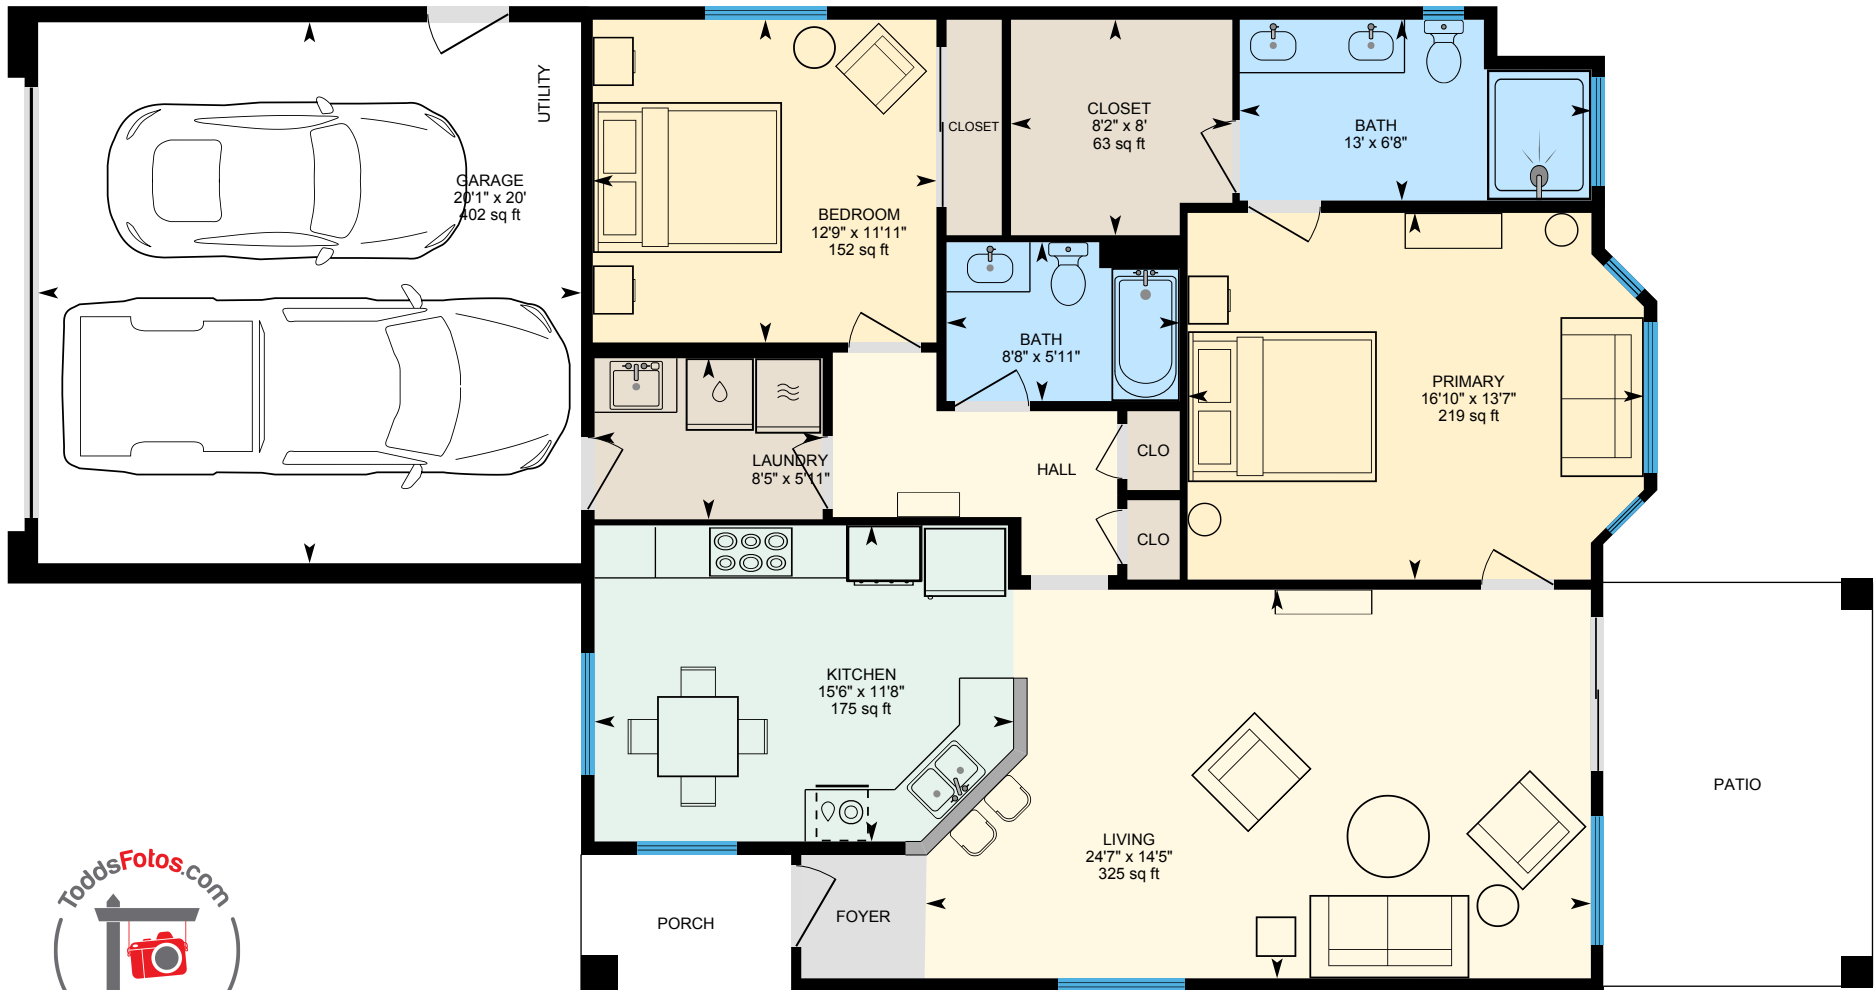 UTILITY
GARAGE
20'1" x 20'
402 sq ft
BEDROOM
12'9" x 11'11"
152 sq ft
CLOSET
CLOSET
8'2" x 8'
63 sq ft
BATH
13' x 6'8"
BATH
8'8" x 5'11"
PRIMARY
16'10" x 13'7"
219 sq ft
LAUNDRY
8'5" x 5'11"
HALL
CLO
CLO
KITCHEN
15'6" x 11'8"
175 sq ft
LIVING
24'7" x 14'5"
325 sq ft
PATIO
PORCH
FOYER
ToddsFotos.com